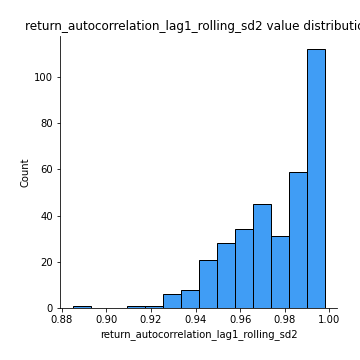 return_autocorrelation_lag1_rolling_sd2 value distributio
100
80
60
40
20
0
Count
0.88 0.90 0.92 0.94 0.96 0.98 1.00
return_autocorrelation_lag1_rolling_sd2